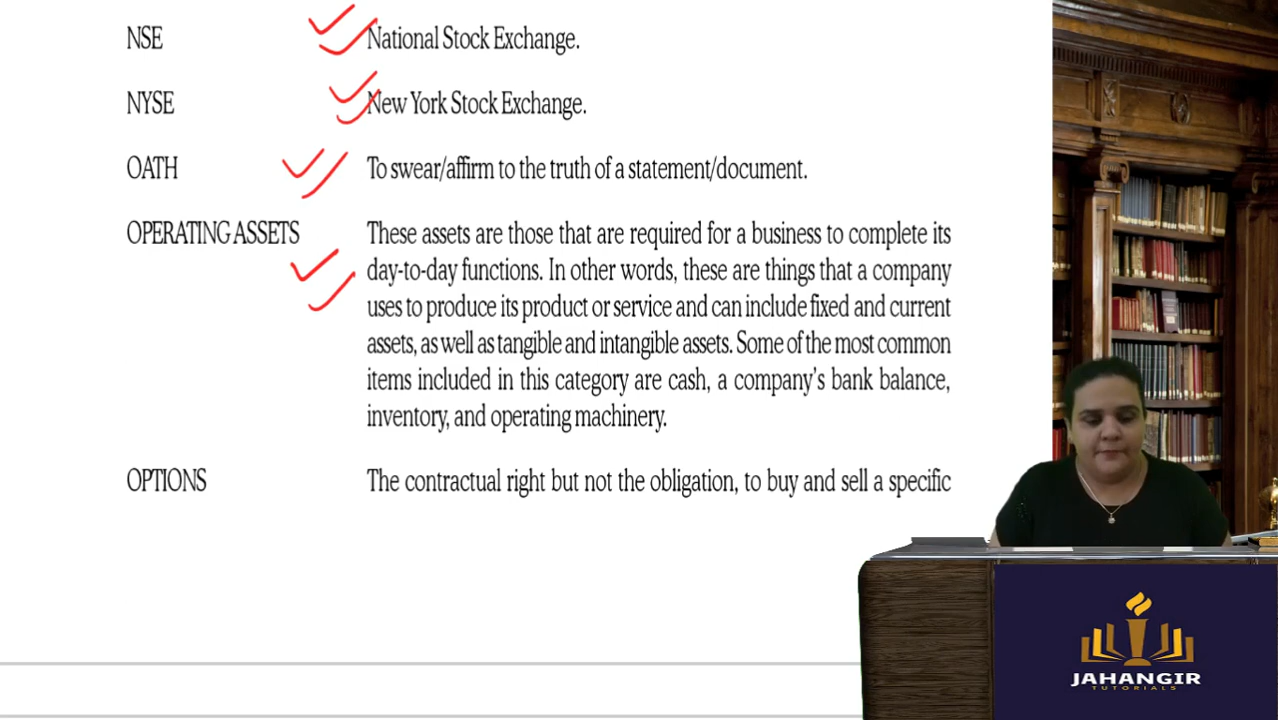 NSE National Stock Exchange.
NYSE New York Stock Exchange.
OATH To swear/affirm to the truth of a statement/document.
OPERATING ASSETS These assets are those that are required for a business to complete its
day-to-day functions. In other words, these are things that a company
uses to produce its product or service and can include fixed and current
assets, as well as tangible and intangible assets. Some of the most common
items included in this category are cash, a company's bank balance,
inventory, and operating machinery.
OPTIONS The contractual right but not the obligation, to buy and sell a specific
JAHANGIR
TUTORIALS